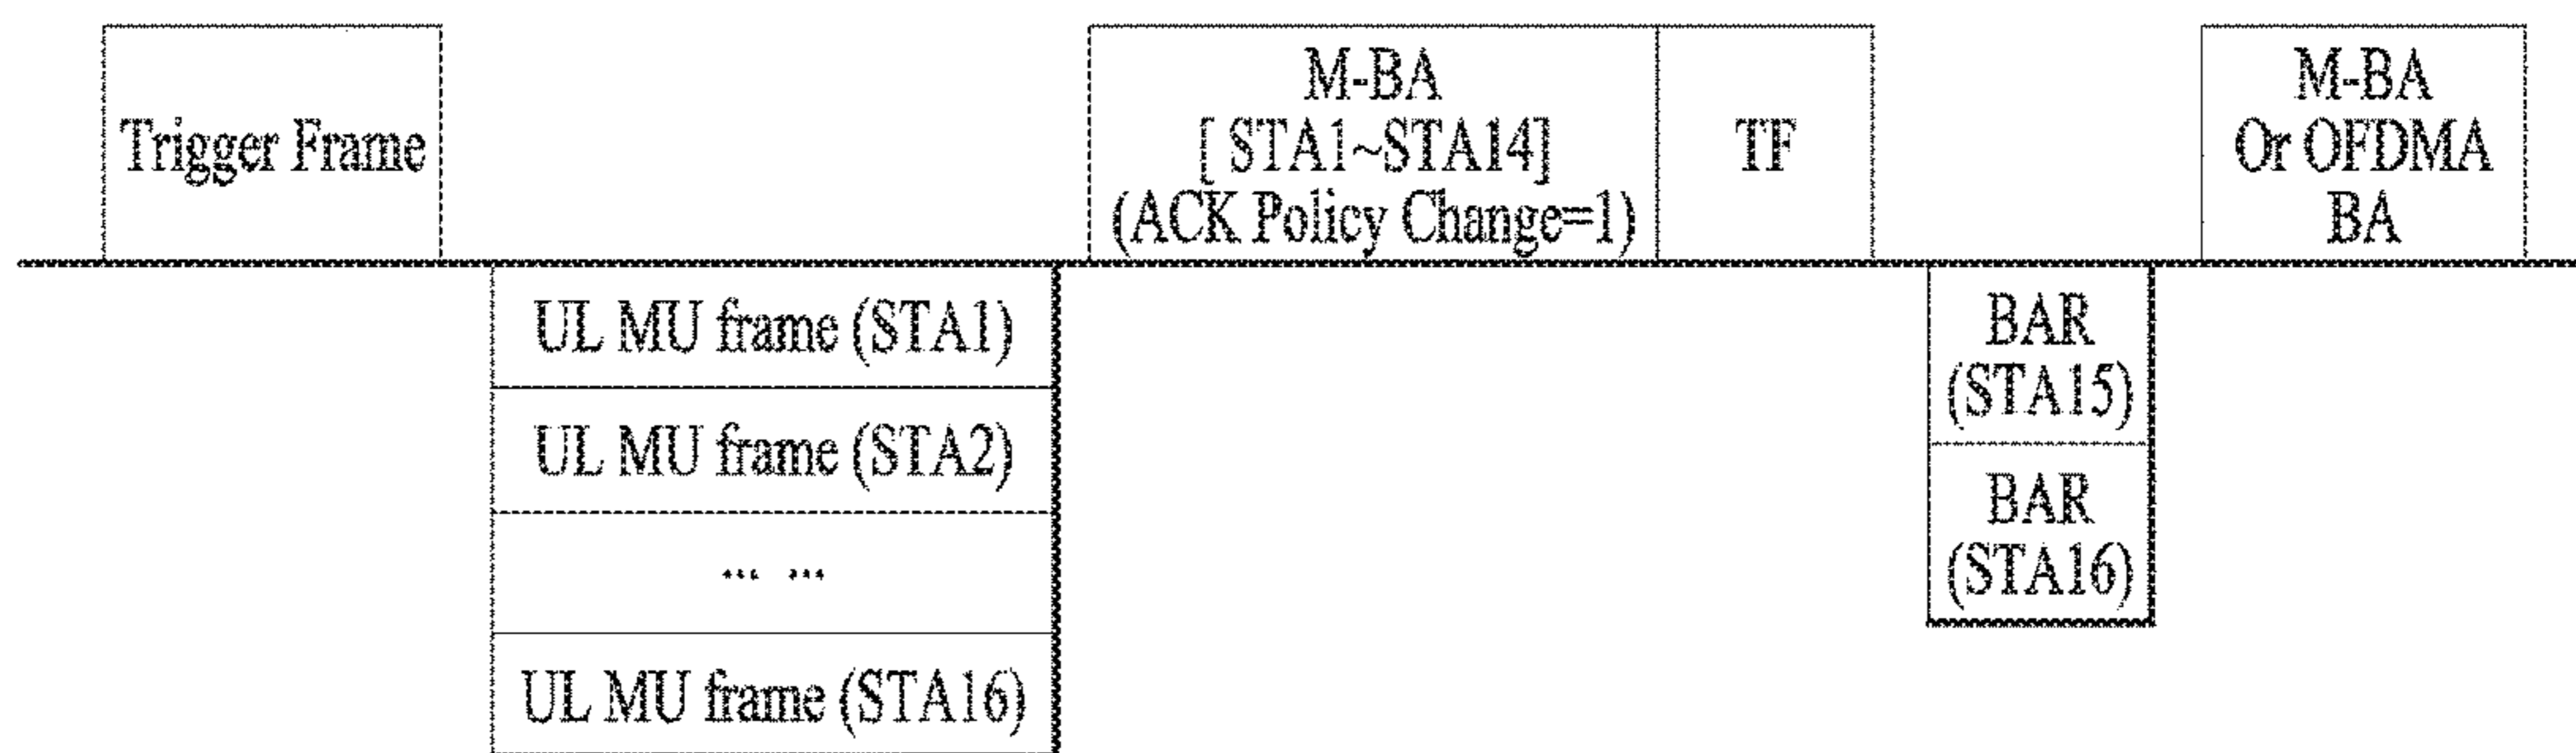 Trigger Frame
M-BA
[ STA1~STA14]
(ACK Policy Change=1)
TF
M-BA
Or OFDMA
BA
UL MU frame (STA1)
UL MU frame (STA2)
... ...
UL MU frame (STA16)
BAR
(STA15)
BAR
(STA16)